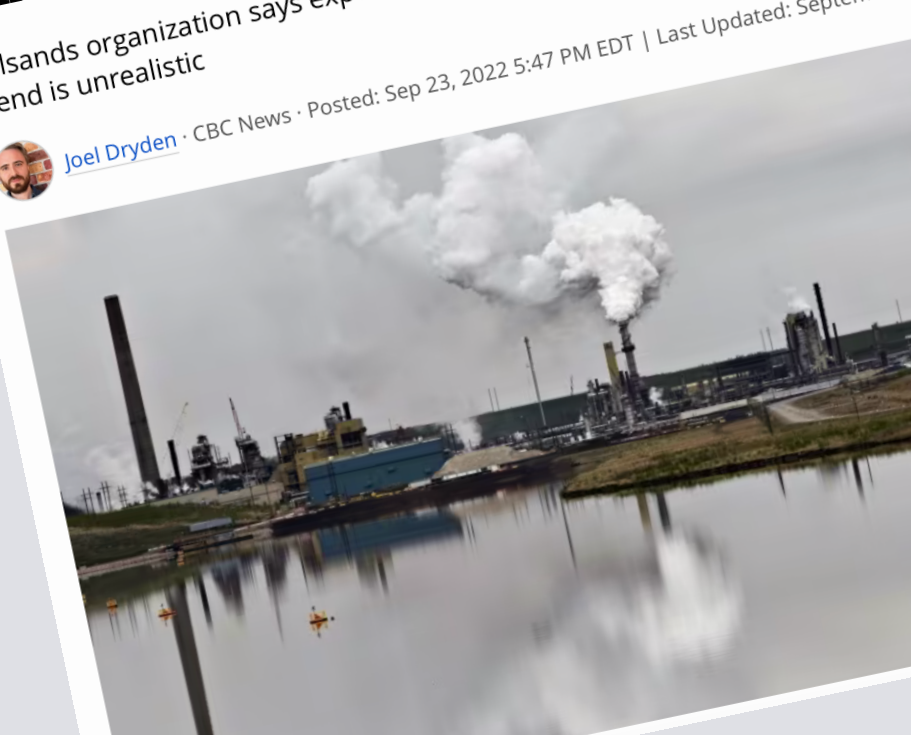 lsands organization says exp
end is unrealistic
Joel Dryden · CBC News · Posted: Sep 23, 2022 5:47 PM EDT | Last Updated: Septem